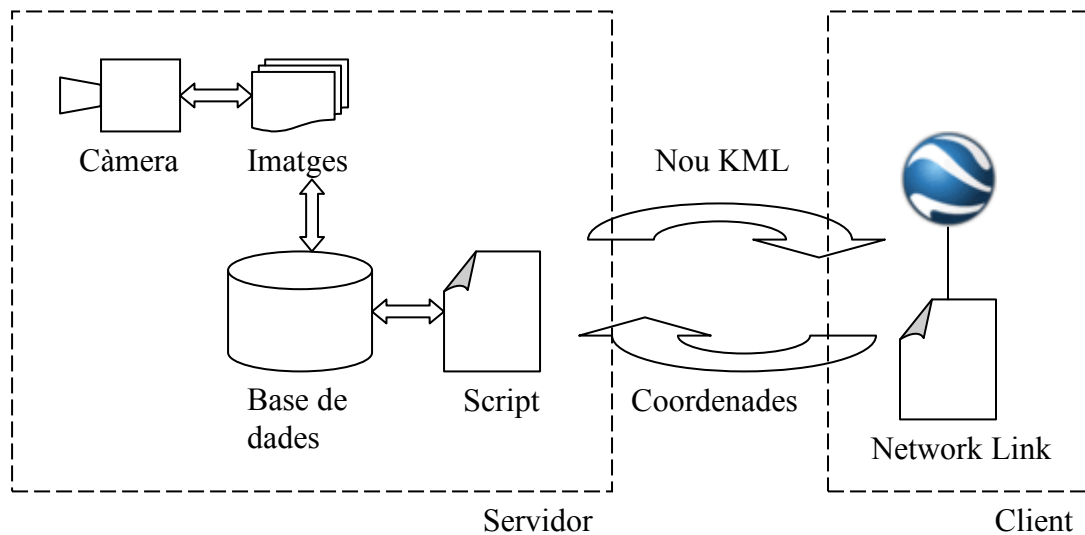 Càmera
Imatges
Nou KML
Base de
dades
Script
Coordenades
Network Link
Servidor
Client